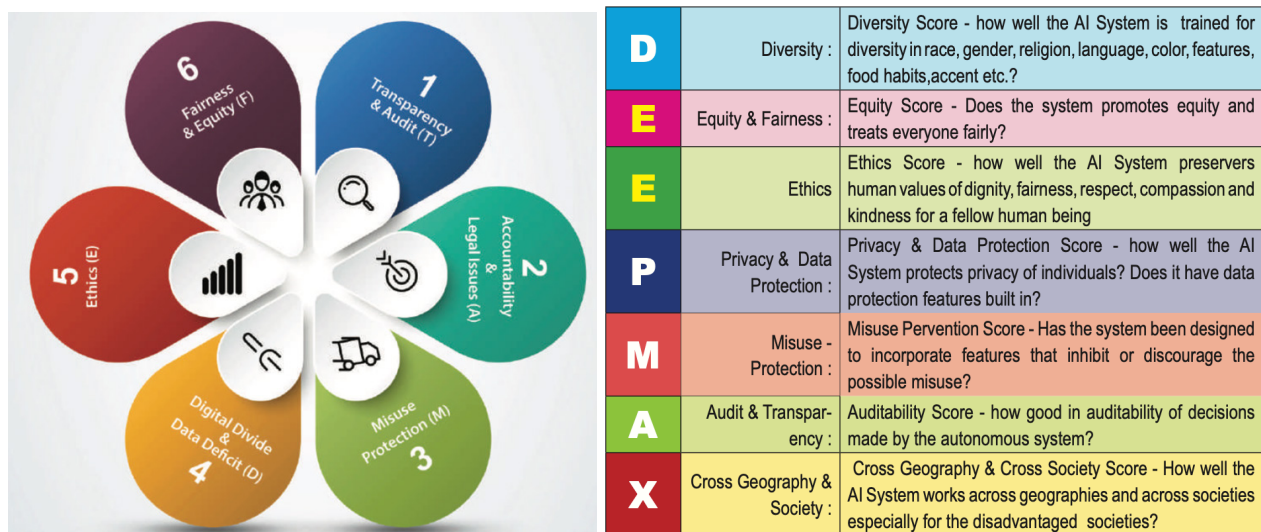 1
Transparency
& Audit (T)
2
Accountability
&
Legal Issues (A)
3
Misuse
Protection (M)
4
Digital Divide
&
Data Deficit (D)
5
Ethics (E)
6
Fairness
& Equity (F)
D
Diversity :
Diversity Score - how well the AI System is trained for
diversity in race, gender, religion, language, color, features,
food habits,accent etc.?
E
Equity & Fairness :
Equity Score - Does the system promotes equity and
treats everyone fairly?
E
Ethics
Ethics Score - how well the AI System preservers
human values of dignity, fairness, respect, compassion and
kindness for a fellow human being
P
Privacy & Data
Protection :
Privacy & Data Protection Score - how well the AI
System protects privacy of individuals? Does it have data
protection features built in?
M
Misuse -
Protection :
Misuse Pervention Score - Has the system been designed
to incorporate features that inhibit or discourage the
possible misuse?
A
Audit & Transpar-
ency :
Auditability Score - how good in auditability of decisions
made by the autonomous system?
X
Cross Geography &
Society :
Cross Geography & Cross Society Score - How well the
AI System works across geographies and across societies
especially for the disadvantaged societies?